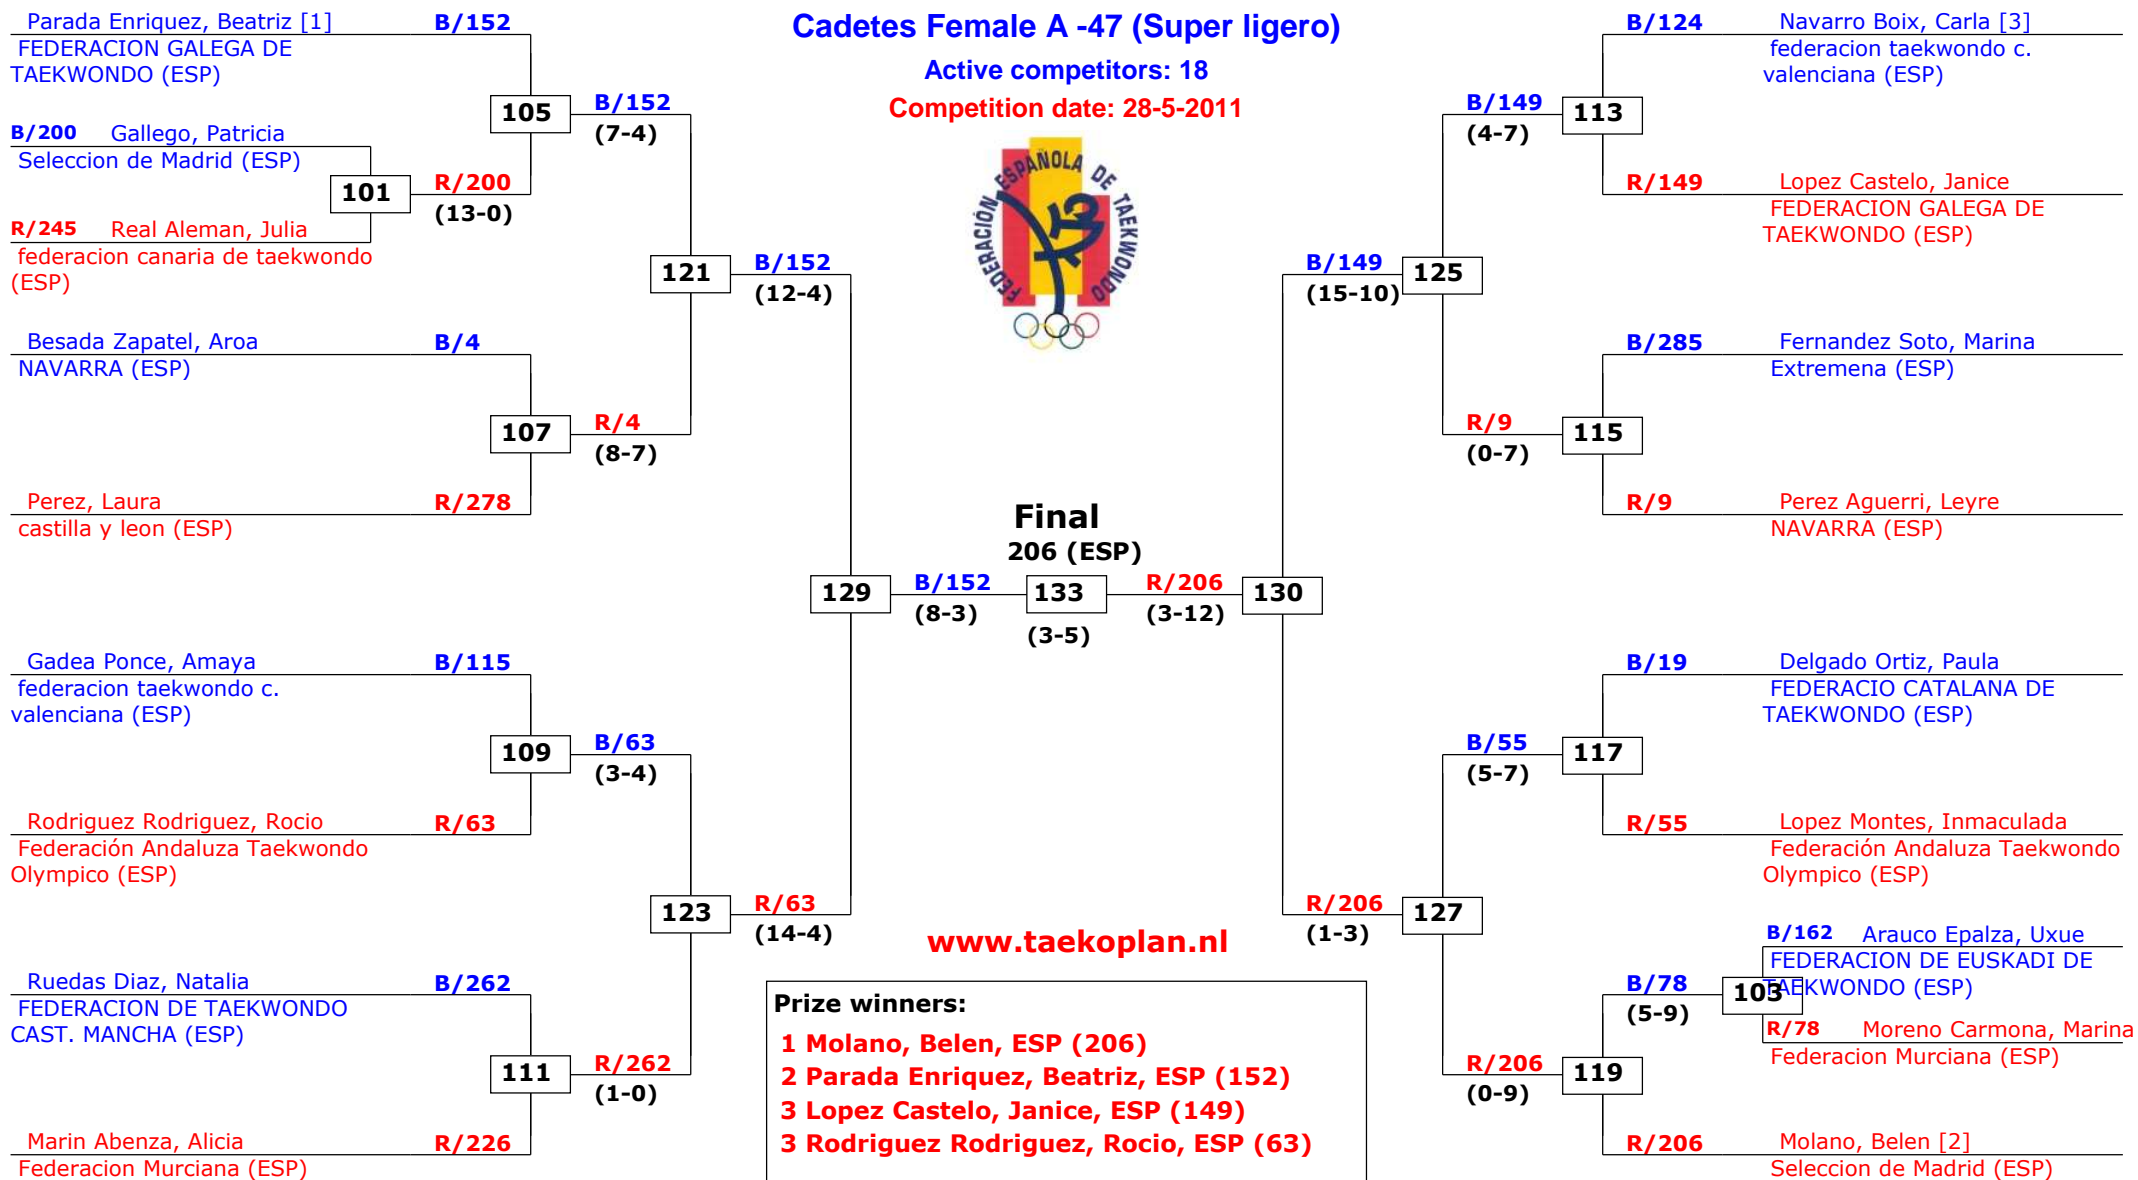 Cadetes Female A -47 (Super ligero)
Active competitors: 18
Competition date: 28-5-2011
FEDERACIÓN ESPAÑOLA DE TAEKWONDO
Parada Enriquez, Beatriz [1]
B/152
FEDERACION GALEGA DE
TAEKWONDO (ESP)
105
B/152
(7-4)
B/200 Gallego, Patricia
Seleccion de Madrid (ESP)
101
R/200
(13-0)
R/245 Real Aleman, Julia
federacion canaria de taekwondo
(ESP)
121
B/152
(12-4)
Besada Zapatel, Aroa
B/4
NAVARRA (ESP)
107
R/4
(8-7)
Perez, Laura
R/278
castilla y leon (ESP)
129
B/152
(8-3)
Gadea Ponce, Amaya
B/115
federacion taekwondo c.
valenciana (ESP)
109
B/63
(3-4)
Rodriguez Rodriguez, Rocio
R/63
Federación Andaluza Taekwondo
Olympico (ESP)
123
R/63
(14-4)
Ruedas Diaz, Natalia
B/262
FEDERACION DE TAEKWONDO
CAST. MANCHA (ESP)
111
R/262
(1-0)
Marin Abenza, Alicia
R/226
Federacion Murciana (ESP)
Final
206 (ESP)
133
(3-5)
B/124
Navarro Boix, Carla [3]
federacion taekwondo c.
valenciana (ESP)
B/149
(4-7)
113
R/149
Lopez Castelo, Janice
FEDERACION GALEGA DE
TAEKWONDO (ESP)
B/149
(15-10)
125
B/285
Fernandez Soto, Marina
Extremena (ESP)
R/9
(0-7)
115
R/9
Perez Aguerri, Leyre
NAVARRA (ESP)
R/206
(3-12)
130
B/19
Delgado Ortiz, Paula
FEDERACIO CATALANA DE
TAEKWONDO (ESP)
B/55
(5-7)
117
R/55
Lopez Montes, Inmaculada
Federación Andaluza Taekwondo
Olympico (ESP)
R/206
(1-3)
127
B/162 Arauco Epalza, Uxue
FEDERACION DE EUSKADI DE
TAEKWONDO (ESP)
B/78
(5-9)
103
R/78 Moreno Carmona, Marina
Federacion Murciana (ESP)
R/206
(0-9)
119
R/206
Molano, Belen [2]
Seleccion de Madrid (ESP)
www.taekoplan.nl
Prize winners:
1 Molano, Belen, ESP (206)
2 Parada Enriquez, Beatriz, ESP (152)
3 Lopez Castelo, Janice, ESP (149)
3 Rodriguez Rodriguez, Rocio, ESP (63)